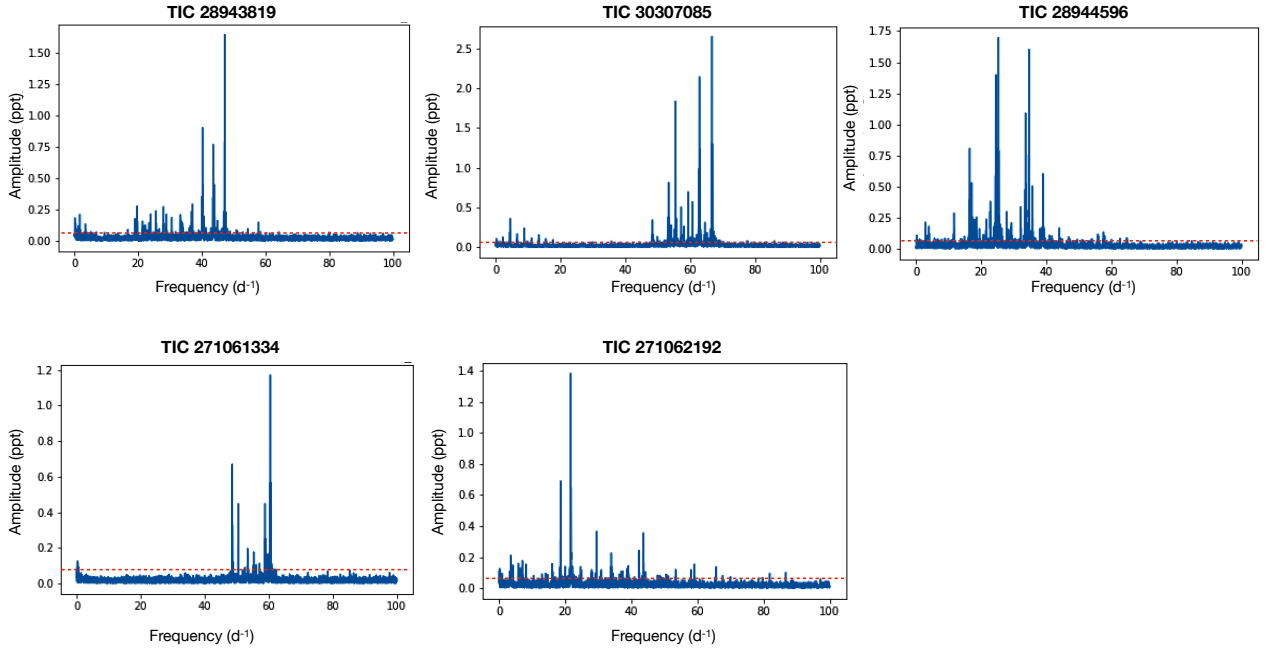 TIC 28943819
1.50
1.25
1.00
0.75
0.50
0.25
0.00
Amplitude (ppt)
0 20 40 60 80 100
Frequency (d-1)
TIC 30307085
2.5
2.0
1.5
1.0
0.5
0.0
Amplitude (ppt)
0 20 40 60 80 100
Frequency (d-1)
TIC 28944596
1.75
1.50
1.25
1.00
0.75
0.50
0.25
0.00
Amplitude (ppt)
0 20 40 60 80 100
Frequency (d-1)
TIC 271061334
1.2
1.0
0.8
0.6
0.4
0.2
0.0
Amplitude (ppt)
0 20 40 60 80 100
Frequency (d-1)
TIC 271062192
1.4
1.2
1.0
0.8
0.6
0.4
0.2
0.0
Amplitude (ppt)
0 20 40 60 80 100
Frequency (d-1)